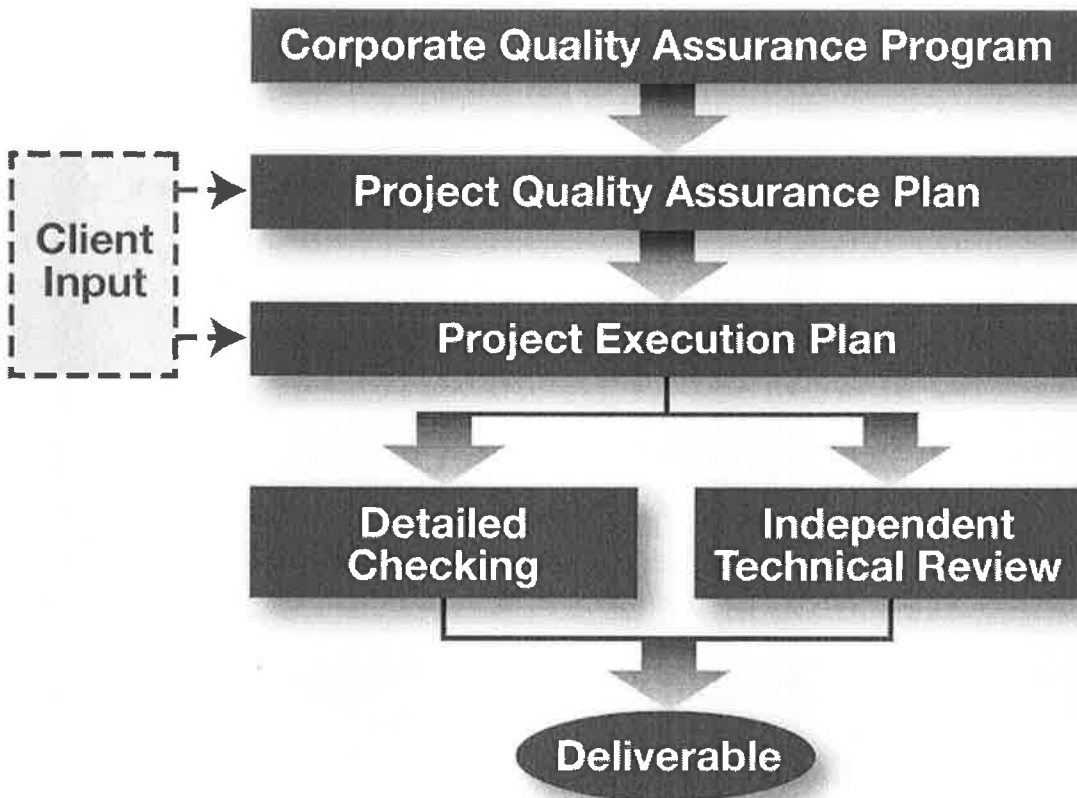 Corporate Quality Assurance Program
Project Quality Assurance Plan
Client
Input
Project Execution Plan
Detailed
Checking
Independent
Technical Review
Deliverable